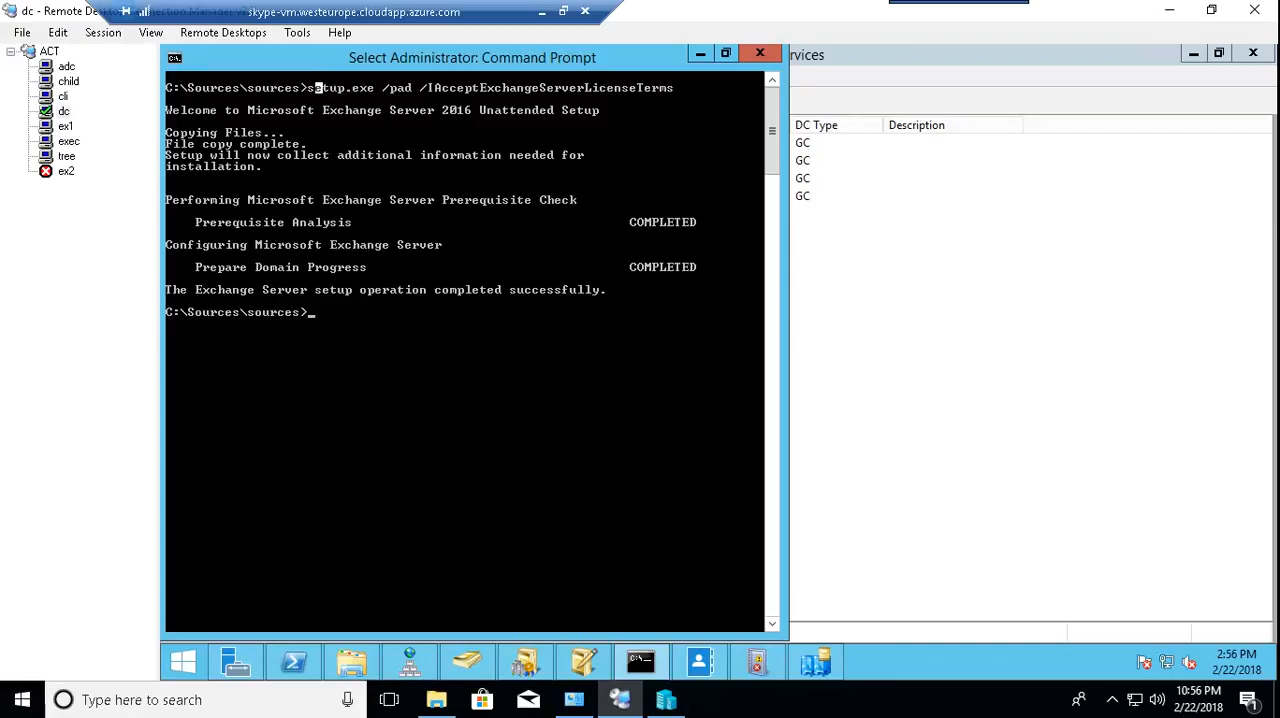 dc - Remote Desktop Connection Manager v2
skype-vm.westeurope.cloudapp.azure.com
File Edit Session View Remote Desktops Tools Help
ACT
adc
child
cli
dc
ex1
exec
tree
ex2
Select Administrator: Command Prompt
C:\Sources\sources>setup.exe /pad /IAcceptExchangeServerLicenseTerms
Welcome to Microsoft Exchange Server 2016 Unattended Setup
Copying Files...
File copy complete.
Setup will now collect additional information needed for
installation.
Performing Microsoft Exchange Server Prerequisite Check
Prerequisite Analysis COMPLETED
Configuring Microsoft Exchange Server
Prepare Domain Progress COMPLETED
The Exchange Server setup operation completed successfully.
C:\Sources\sources>_
rvices
DC Type Description
GC
GC
GC
GC
2:56 PM
2/22/2018
Type here to search
10:56 PM
2/22/2018
1